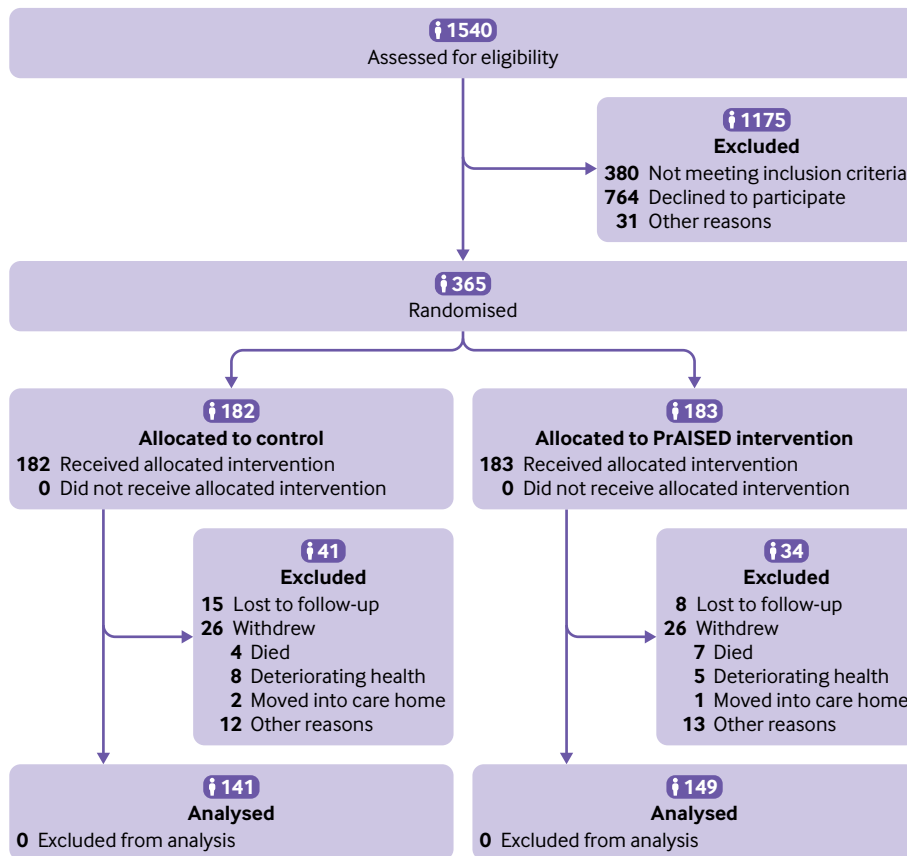 1540
Assessed for eligibility
1175
Excluded
380 Not meeting inclusion criteria
764 Declined to participate
31 Other reasons
365
Randomised
182
Allocated to control
182 Received allocated intervention
0 Did not receive allocated intervention
183
Allocated to PrAISED intervention
183 Received allocated intervention
0 Did not receive allocated intervention
41
Excluded
15 Lost to follow-up
26 Withdrew
4 Died
8 Deteriorating health
2 Moved into care home
12 Other reasons
34
Excluded
8 Lost to follow-up
26 Withdrew
7 Died
5 Deteriorating health
1 Moved into care home
13 Other reasons
141
Analysed
0 Excluded from analysis
149
Analysed
0 Excluded from analysis